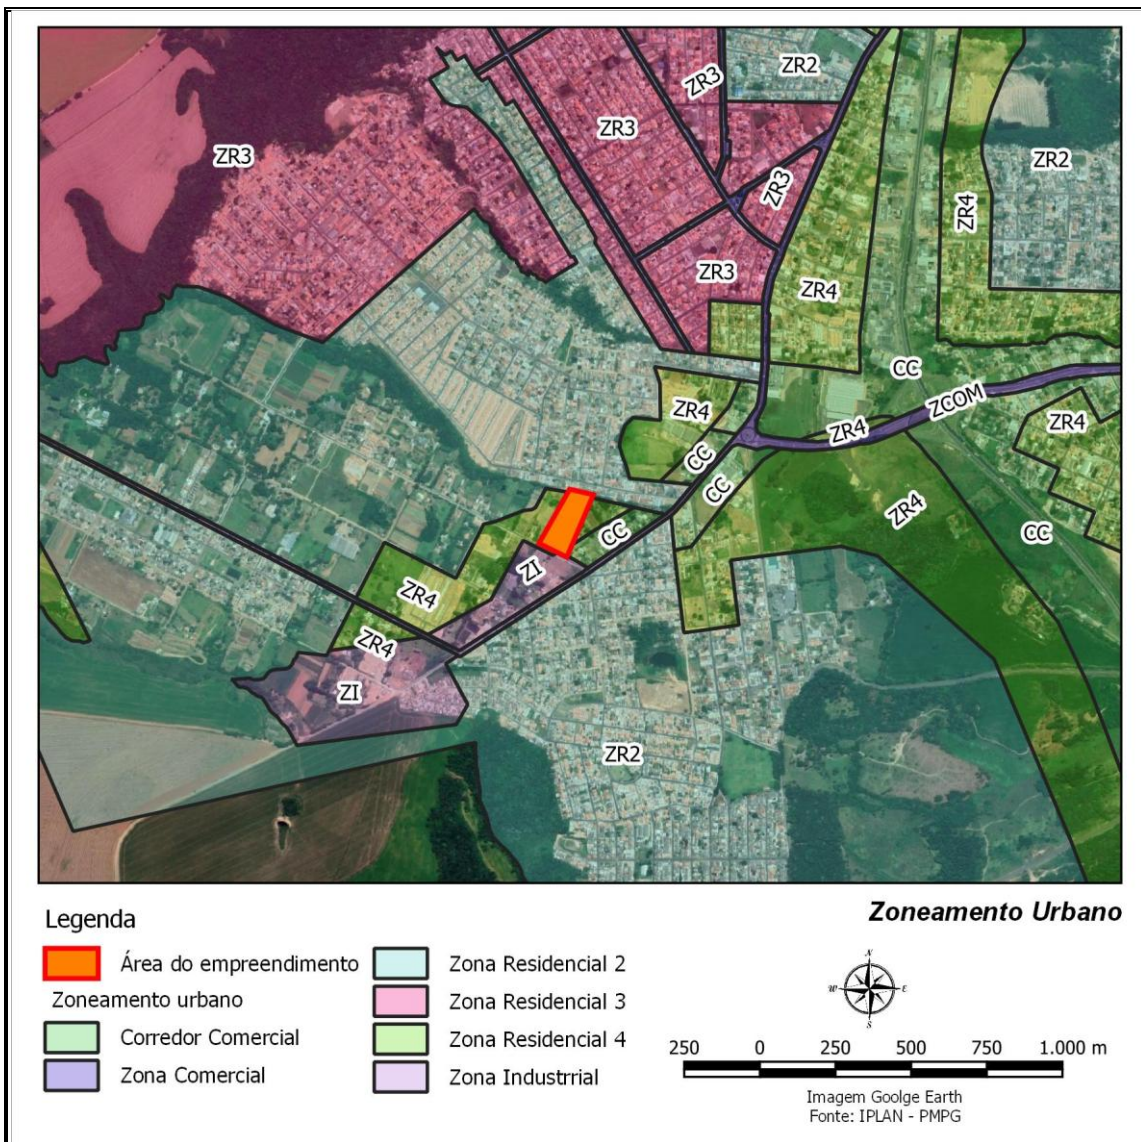 ZR2
ZR3
ZR3
ZR3
ZR2
ZR3
ZR4
ZR3
ZR4
CC
ZCOM
ZR4
ZR4
ZR4
CC
CC
ZR4
CC
CC
ZI
ZR4
ZR4
ZI
ZR2
Zoneamento Urbano
Legenda
Área do empreendimento
Zoneamento urbano
Corredor Comercial
Zona Comercial
Zona Residencial 2
Zona Residencial 3
Zona Residencial 4
Zona Industrrial
N
W E
S
250 0 250 500 750 1.000 m
Imagem Goolge Earth
Fonte: IPLAN - PMPG